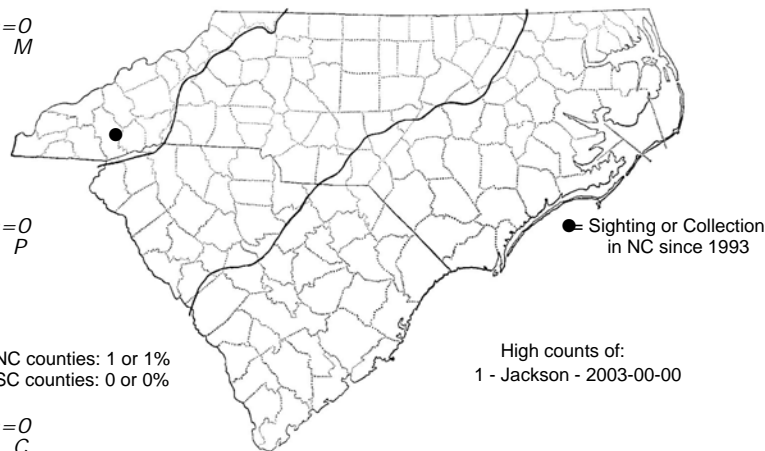 =0
M
=0
P
= Sighting or Collection
in NC since 1993
NC counties: 1 or 1%
SC counties: 0 or 0%
High counts of:
1 - Jackson - 2003-00-00
=0
C